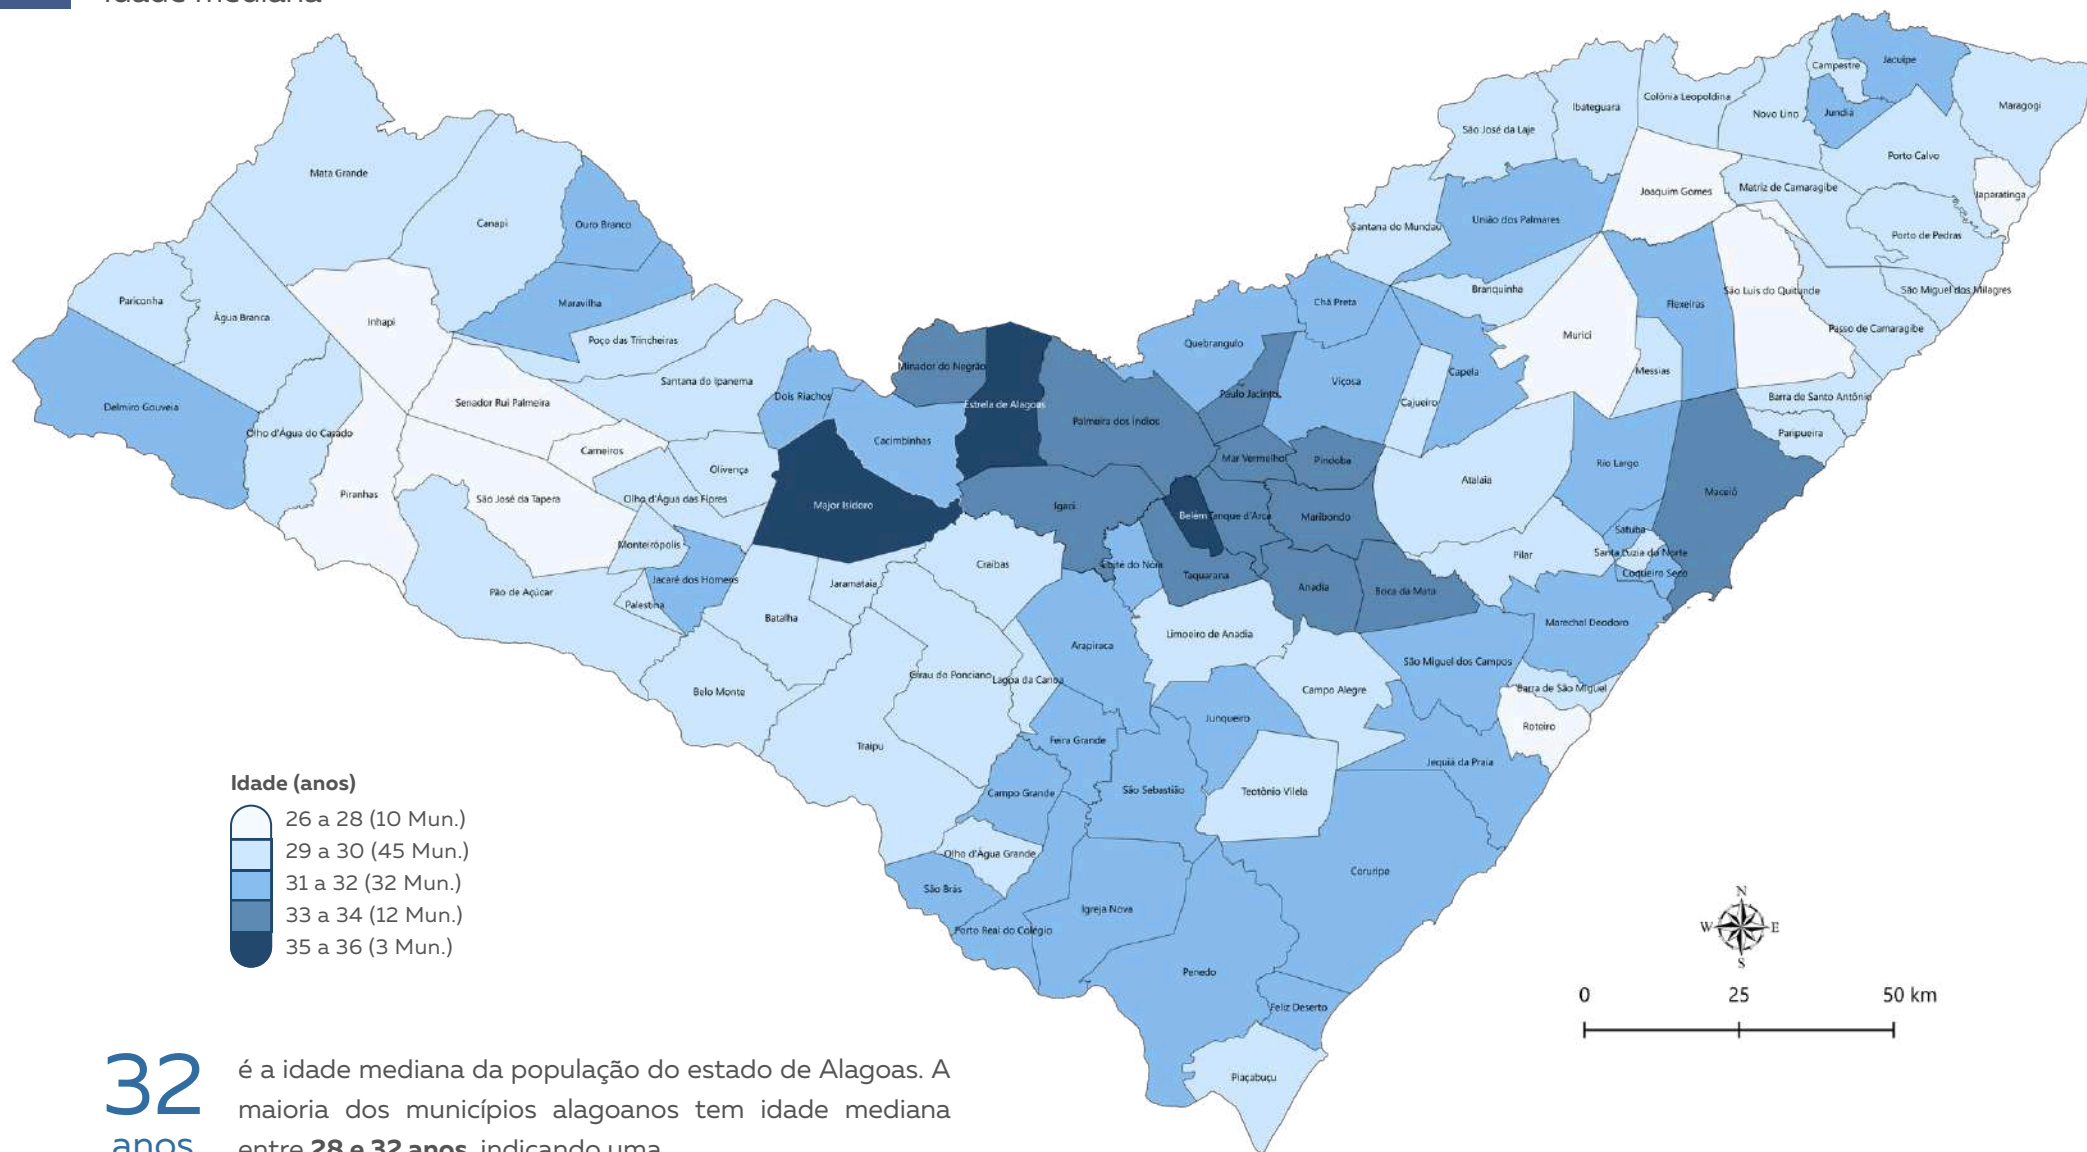 Idade mediana
Jacuípe
Campestre
Colônia Leopoldina
Ibateguara
Maragogi
Novo Lino
Jundiá
São José da Laje
Porto Calvo
Mata Grande
Matriz de Camaragibe
Joaquim Gomes
Japaratinga
União dos Palmares
Canapi
Ouro Branco
Santana do Mundaú
Porto de Pedras
Branquinha
São Luís do Quitunde
São Miguel dos Milagres
Pariconha
Maravilha
Chã Preta
Flexeiras
Água Branca
Inhapi
Passo de Camaragibe
Murici
Poço das Trincheiras
Quebrangulo
Minador do Negrão
Messias
Capela
Santana do Ipanema
Viçosa
Dois Riachos
Paulo Jacinto
Barra de Santo Antônio
Senador Rui Palmeira
Estrela de Alagoas
Cajueiro
Delmiro Gouveia
Palmeira dos Índios
Olho d'Água do Casado
Paripueira
Cacimbinhas
Carneiros
Mar Vermelho
Pindoba
Rio Largo
Olivença
Atalaia
Piranhas
São José da Tapera
Olho d'Água das Flores
Major Isidoro
Igaci
Maceió
Belém
Tanque d'Arca
Maribondo
Satuba
Monteirópolis
Pilar
Santa Luzia do Norte
Craíbas
Coité do Nóia
Coqueiro Seco
Jacaré dos Homens
Jaramataia
Taquarana
Anadia
Boca da Mata
Pão de Açúcar
Palestina
Batalha
Marechal Deodoro
Limoeiro de Anadia
Arapiraca
São Miguel dos Campos
Girau do Ponciano
Lagoa da Canoa
Belo Monte
Campo Alegre
Barra de São Miguel
Junqueiro
Roteiro
Feira Grande
Traipu
Jequiá da Praia
Campo Grande
São Sebastião
Teotônio Vilela
Olho d'Água Grande
Coruripe
São Brás
Igreja Nova
Porto Real do Colégio
Penedo
Feliz Deserto
Piaçabuçu
Idade (anos)
26 a 28 (10 Mun.)
29 a 30 (45 Mun.)
31 a 32 (32 Mun.)
33 a 34 (12 Mun.)
35 a 36 (3 Mun.)
N
W E
S
0 25 50 km
32
anos
é a idade mediana da população do estado de Alagoas. A
maioria dos municípios alagoanos tem idade mediana
entre 28 e 32 anos, indicando uma